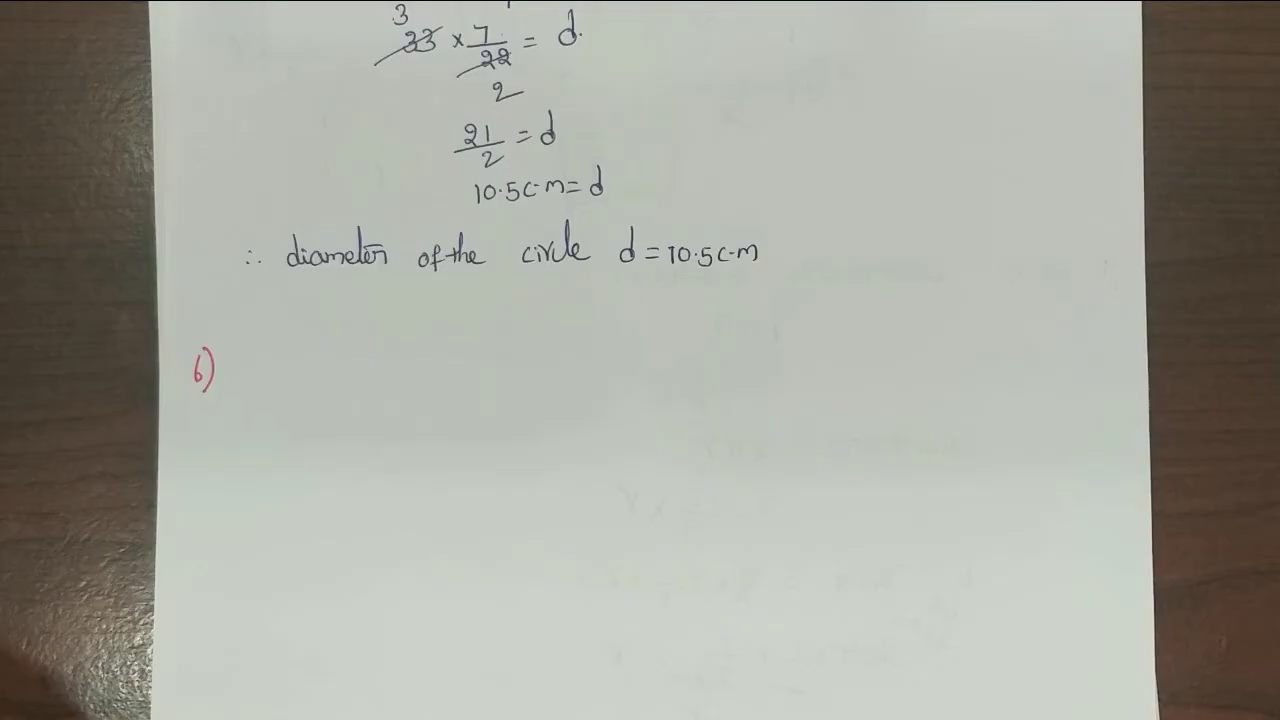 3
33 × 7/22 = d.
2
21/2 = d
10.5c.m = d
∴ diameter of the circle d = 10.5c.m
6)